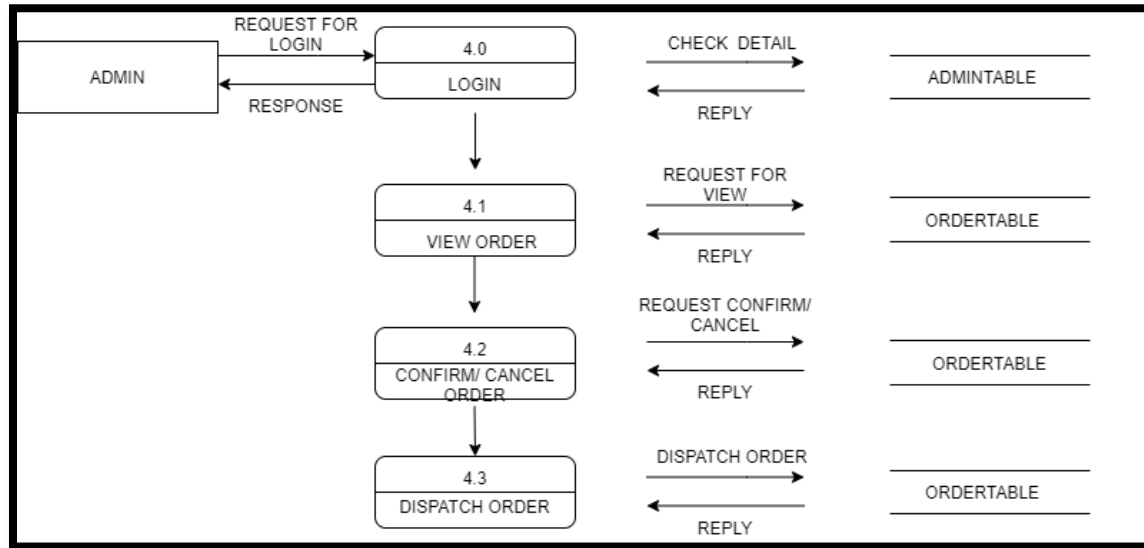 REQUEST FOR
LOGIN
ADMIN
RESPONSE
4.0
LOGIN
CHECK DETAIL
REPLY
ADMINTABLE
4.1
VIEW ORDER
REQUEST FOR
VIEW
REPLY
ORDERTABLE
4.2
CONFIRM/ CANCEL
ORDER
REQUEST CONFIRM/
CANCEL
REPLY
ORDERTABLE
4.3
DISPATCH ORDER
DISPATCH ORDER
REPLY
ORDERTABLE